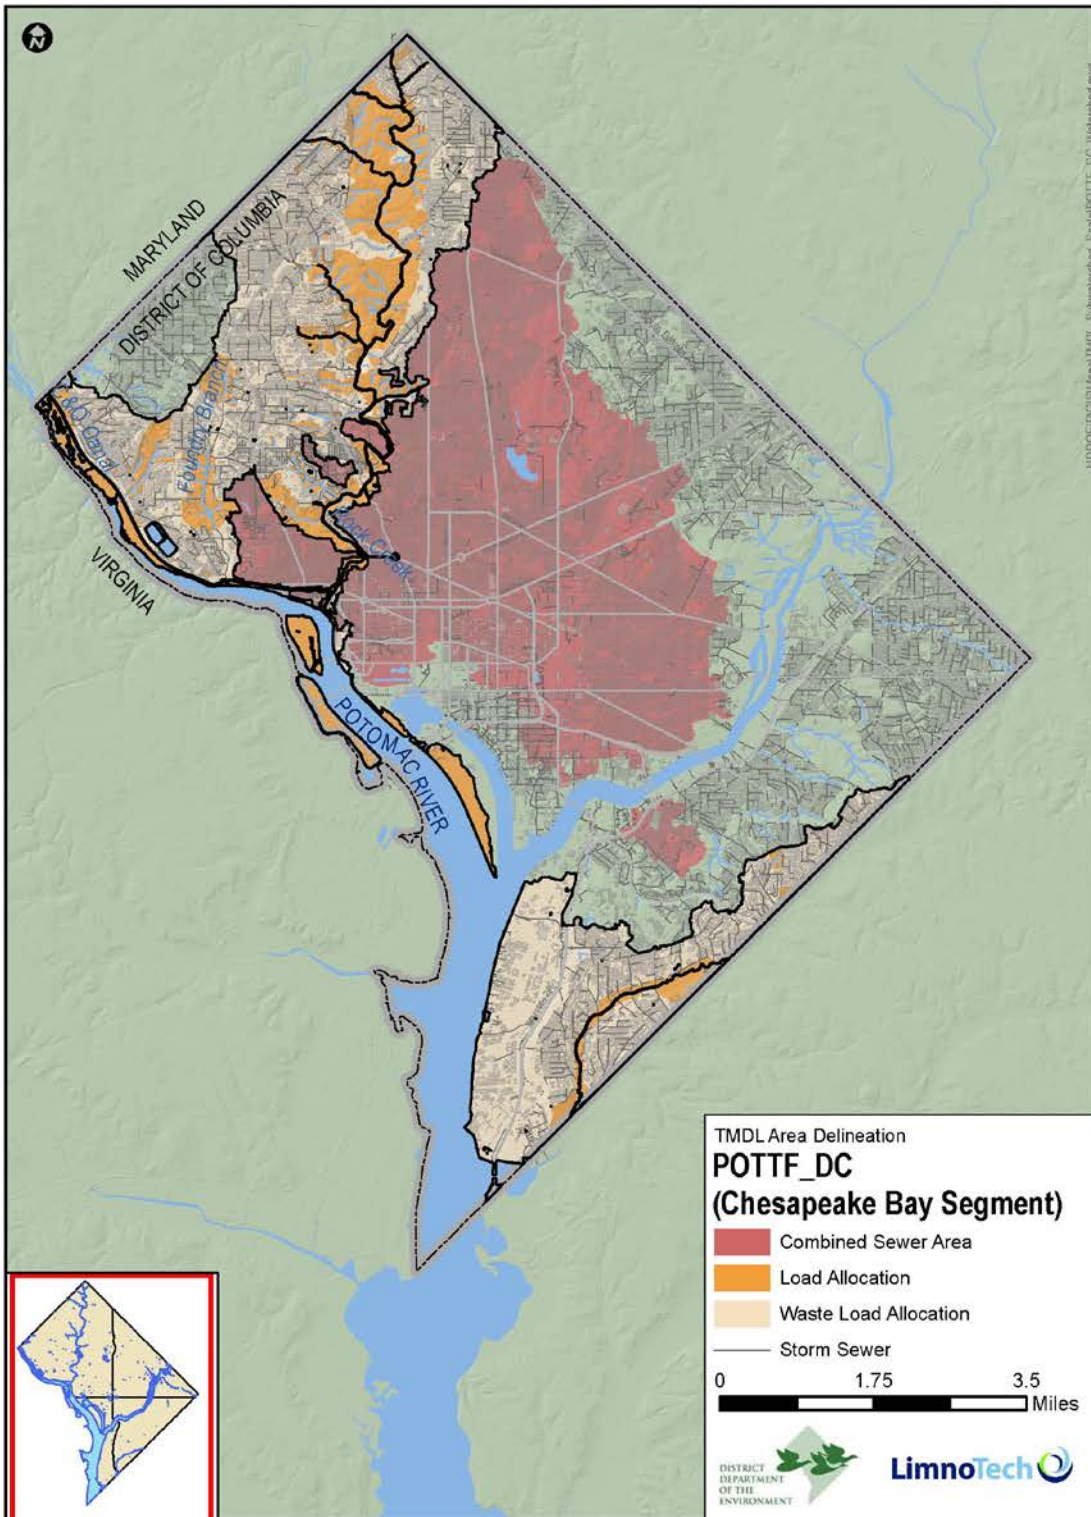 N
MARYLAND
DISTRICT OF COLUMBIA
Foundry Branch
Canal
Rock Creek
VIRGINIA
POTOMAC RIVER
TMDL Area Delineation
POTTF_DC
(Chesapeake Bay Segment)
Combined Sewer Area
Load Allocation
Waste Load Allocation
Storm Sewer
0 1.75 3.5
Miles
DISTRICT
DEPARTMENT
OF THE
ENVIRONMENT
LimnoTech